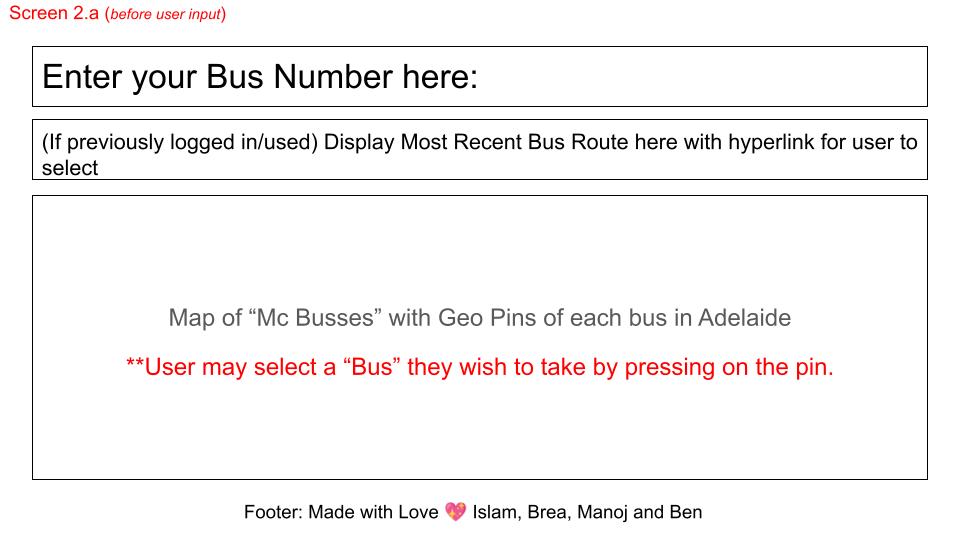 Screen 2.a (before user input)
Enter your Bus Number here:
(If previously logged in/used) Display Most Recent Bus Route here with hyperlink for user to
select
Map of “Mc Busses” with Geo Pins of each bus in Adelaide
**User may select a “Bus” they wish to take by pressing on the pin.
Footer: Made with Love 💖 Islam, Brea, Manoj and Ben